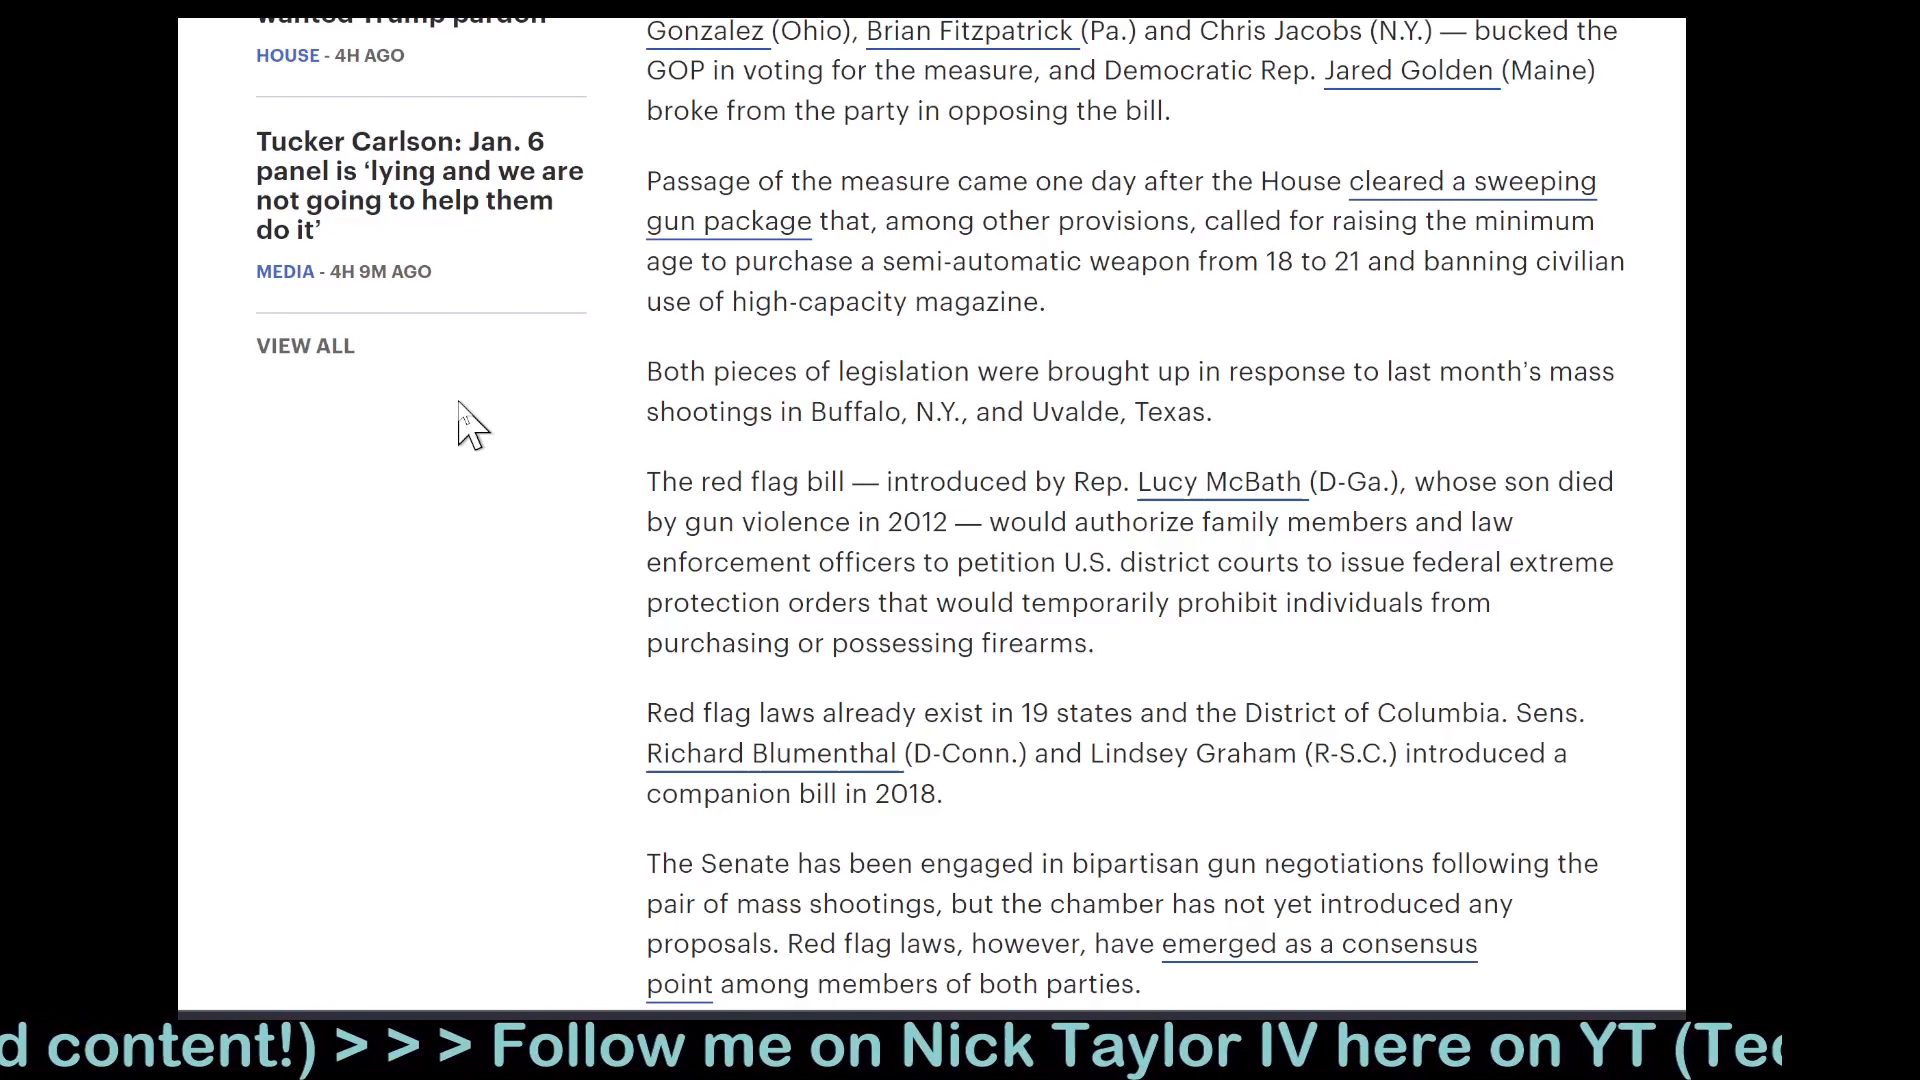 wanted Trump pardon
HOUSE - 4H AGO
Tucker Carlson: Jan. 6
panel is ‘lying and we are
not going to help them
do it’
MEDIA - 4H 9M AGO
VIEW ALL
Gonzalez (Ohio), Brian Fitzpatrick (Pa.) and Chris Jacobs (N.Y.) — bucked the
GOP in voting for the measure, and Democratic Rep. Jared Golden (Maine)
broke from the party in opposing the bill.
Passage of the measure came one day after the House cleared a sweeping
gun package that, among other provisions, called for raising the minimum
age to purchase a semi-automatic weapon from 18 to 21 and banning civilian
use of high-capacity magazine.
Both pieces of legislation were brought up in response to last month’s mass
shootings in Buffalo, N.Y., and Uvalde, Texas.
The red flag bill — introduced by Rep. Lucy McBath (D-Ga.), whose son died
by gun violence in 2012 — would authorize family members and law
enforcement officers to petition U.S. district courts to issue federal extreme
protection orders that would temporarily prohibit individuals from
purchasing or possessing firearms.
Red flag laws already exist in 19 states and the District of Columbia. Sens.
Richard Blumenthal (D-Conn.) and Lindsey Graham (R-S.C.) introduced a
companion bill in 2018.
The Senate has been engaged in bipartisan gun negotiations following the
pair of mass shootings, but the chamber has not yet introduced any
proposals. Red flag laws, however, have emerged as a consensus
point among members of both parties.
d content!) > > > Follow me on Nick Taylor IV here on YT (Tec